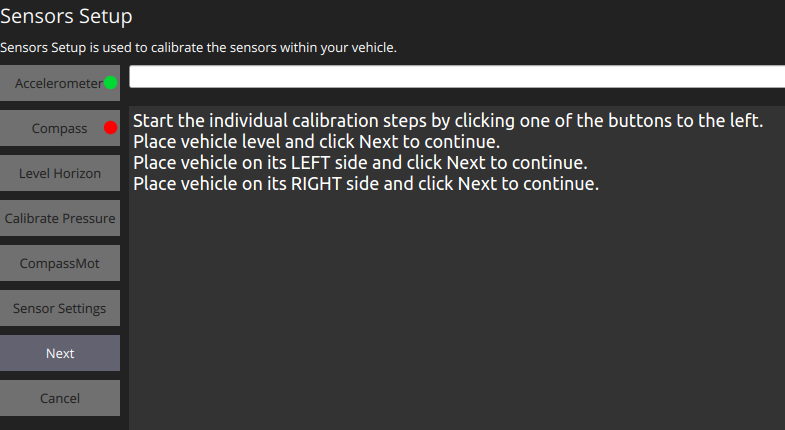 Sensors Setup
Sensors Setup is used to calibrate the sensors within your vehicle.
Accelerometer
Compass
Level Horizon
Calibrate Pressure
CompassMot
Sensor Settings
Next
Cancel
Start the individual calibration steps by clicking one of the buttons to the left.
Place vehicle level and click Next to continue.
Place vehicle on its LEFT side and click Next to continue.
Place vehicle on its RIGHT side and click Next to continue.